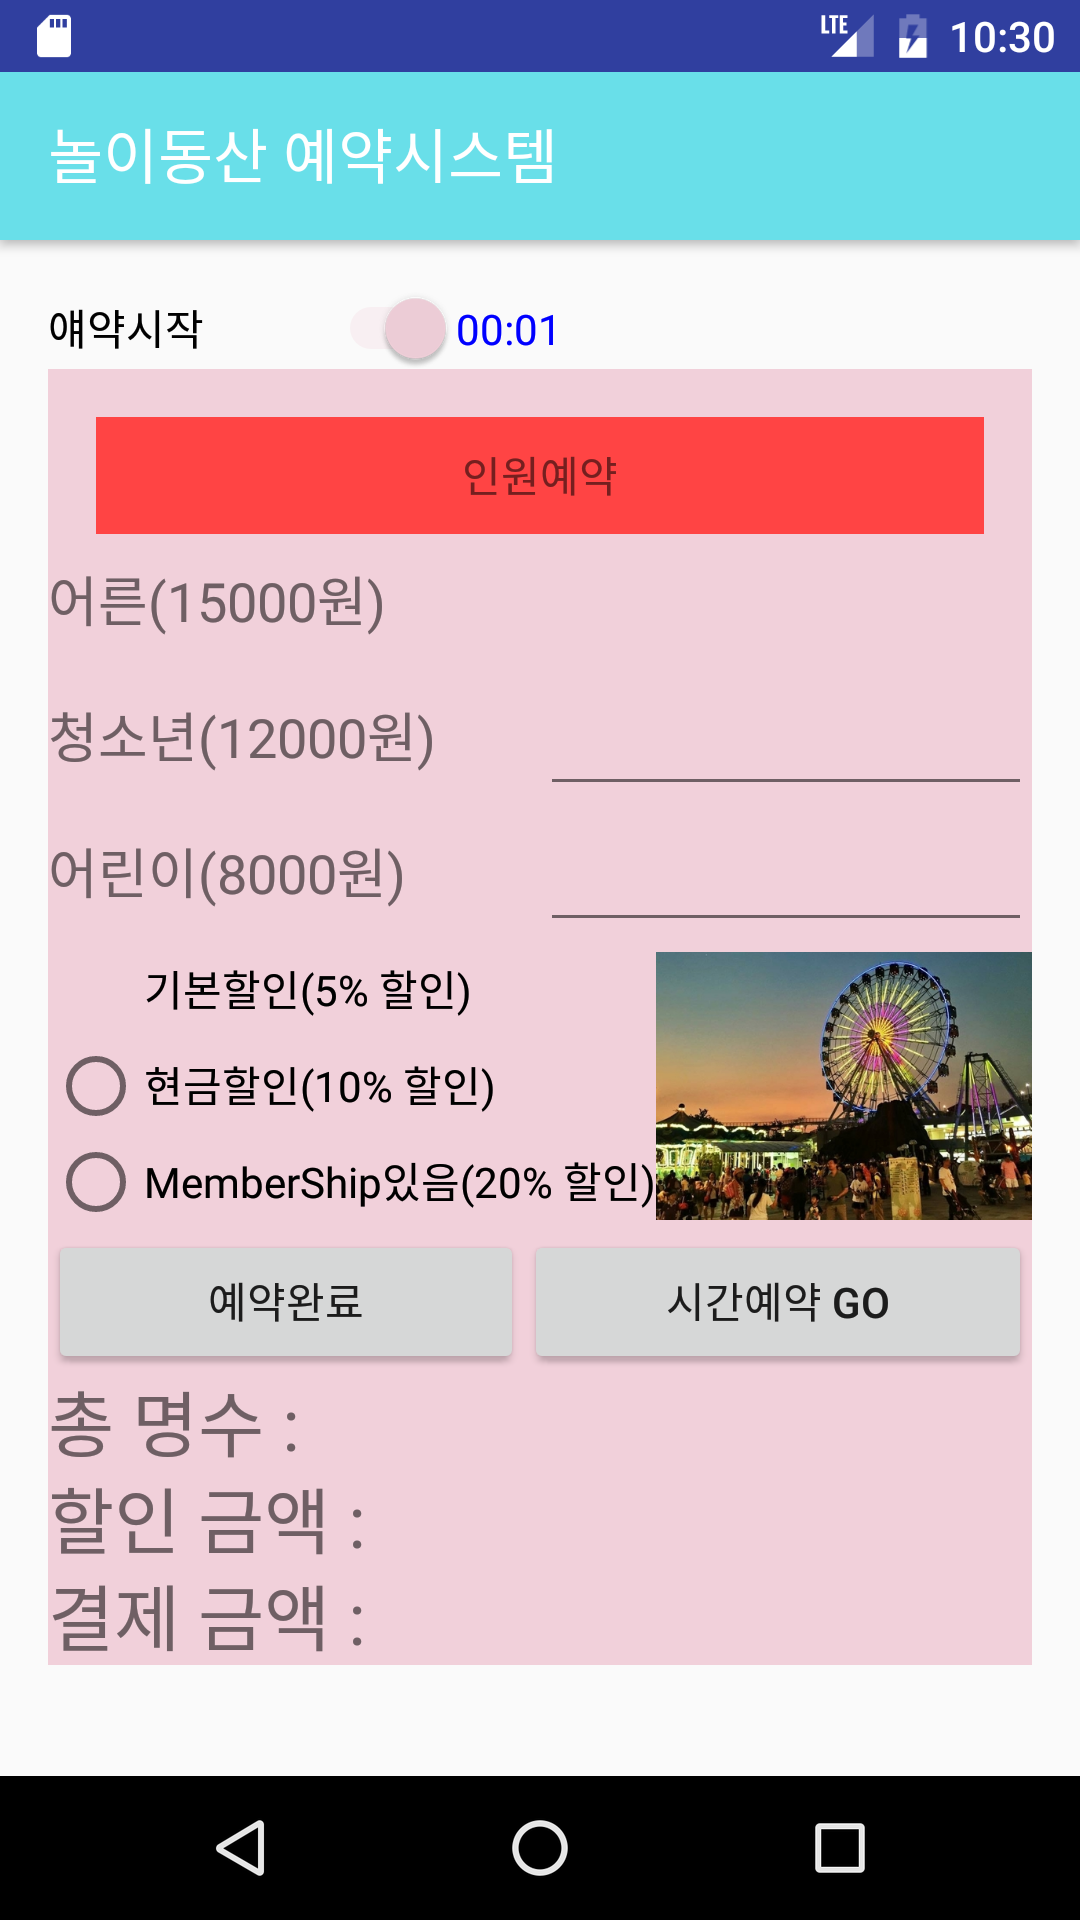 LTE 10:30
놀이동산 예약시스템
얘약시작 00:01
인원예약
어른(15000원)
청소년(12000원)
어린이(8000원)
기본할인(5% 할인)
현금할인(10% 할인)
MemberShip있음(20% 할인)
예약완료 시간예약 GO
총 명수 :
할인 금액 :
결제 금액 :